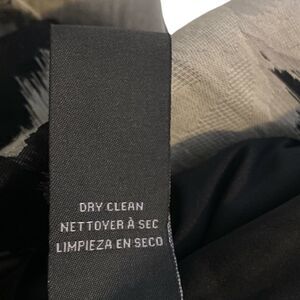 DRY CLEAN
NETTOYER À SEC
LIMPIEZA EN SECO